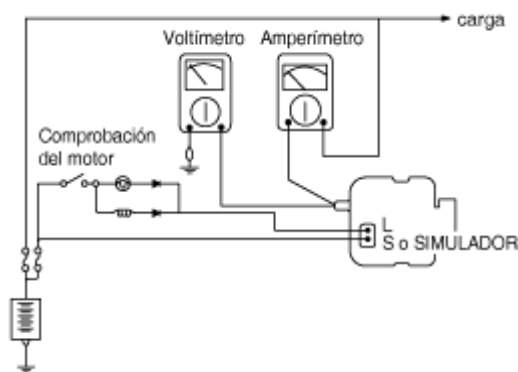 carga
Voltímetro
Amperímetro
Comprobación
del motor
L
S o SIMULADOR